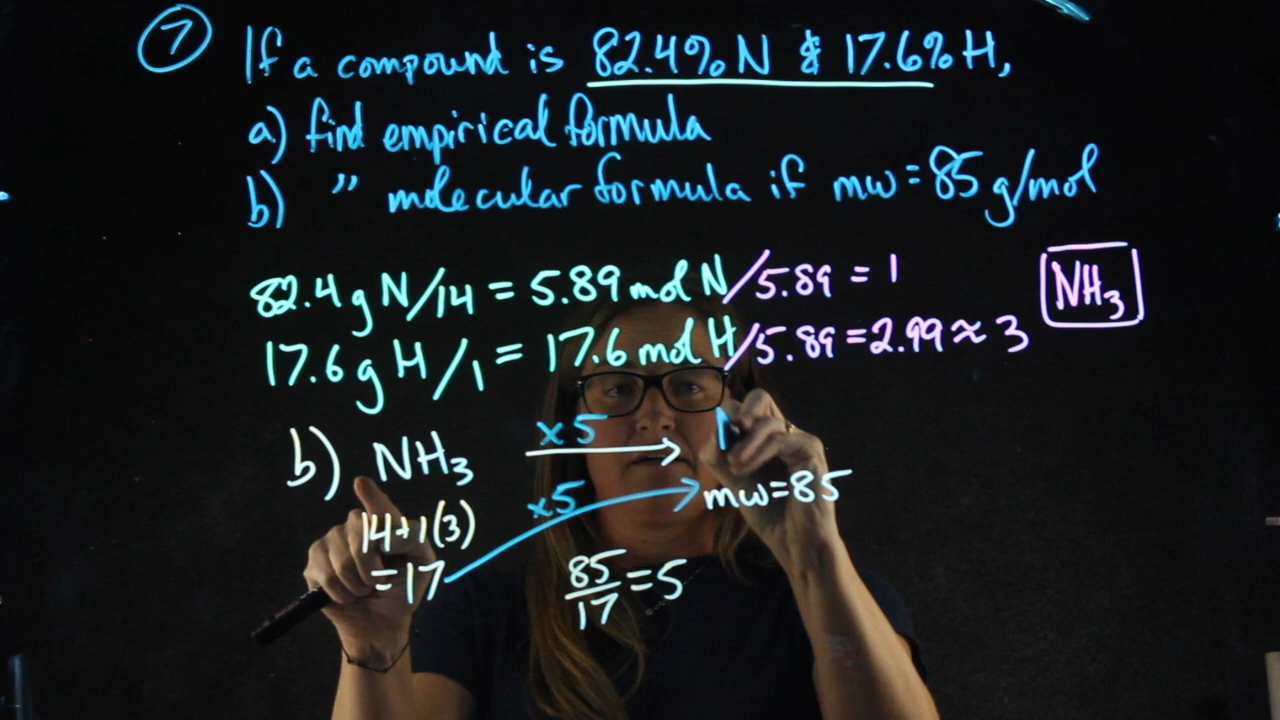 7 If a compound is 82.4% N & 17.6% H,
a) find empirical formula
b) " molecular formula if mw = 85 g/mol
82.4 g N/14 = 5.89 mol N/5.89 = 1
NH₃
17.6 g H/1 = 17.6 mol H/5.89 = 2.99 ≈ 3
b) NH₃ x5
14+1(3) x5 mw=85
=17 85/17 = 5